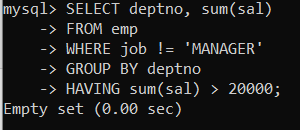 mysql> SELECT deptno, sum(sal)
    -> FROM emp
    -> WHERE job != 'MANAGER'
    -> GROUP BY deptno
    -> HAVING sum(sal) > 20000;
Empty set (0.00 sec)